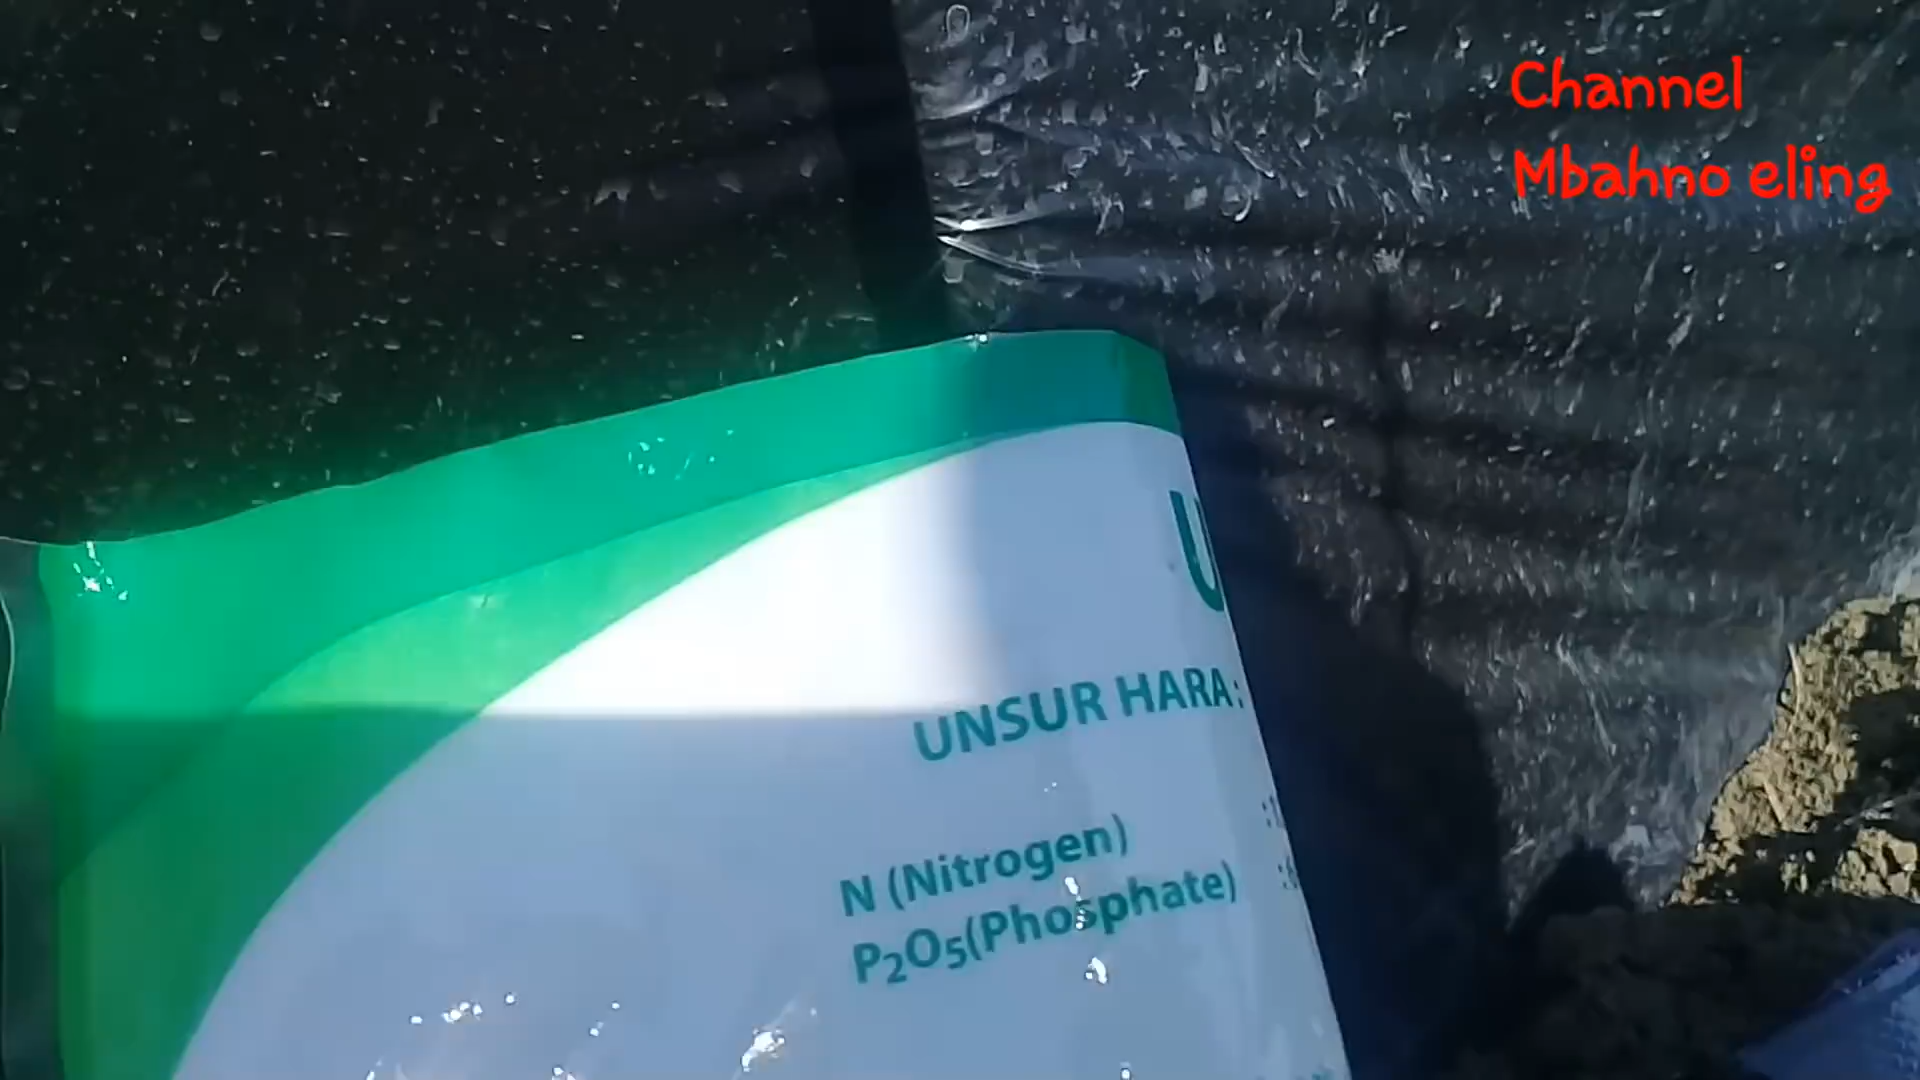 Channel
Mbahno eling
UNSUR HARA:
N (Nitrogen)
P₂O₅(Phosphate)